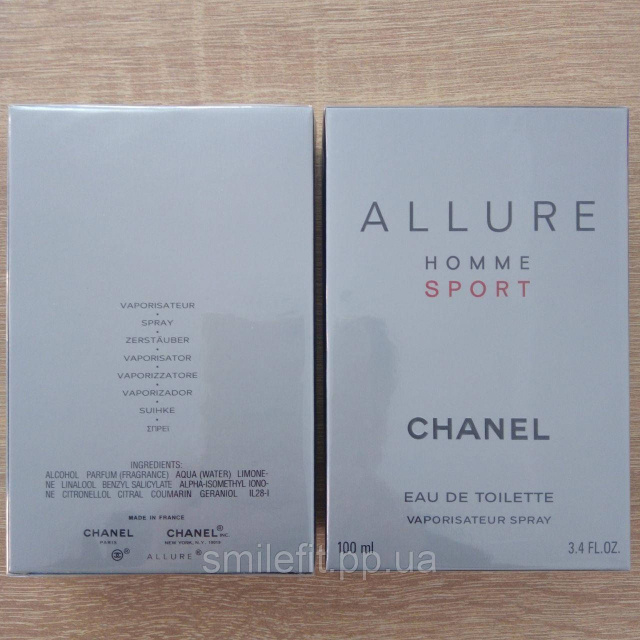 VAPORISATEUR
•
SPRAY
•
ZERSTÄUBER
•
VAPORISATOR
•
VAPORIZZATORE
•
VAPORIZADOR
•
SUIHKE
•
ΣΠΡΕΪ
INGREDIENTS:
ALCOHOL PARFUM (FRAGRANCE) AQUA (WATER) LIMONE-
NE LINALOOL BENZYL SALICYLATE ALPHA-ISOMETHYL IONO-
NE CITRONELLOL CITRAL COUMARIN GERANIOL IL28-I
MADE IN FRANCE
CHANEL CHANEL® INC.
PARIS NEW YORK, N.Y. 10019
ALLURE®
ALLURE
HOMME
SPORT
CHANEL
EAU DE TOILETTE
VAPORISATEUR SPRAY
100 ml 3.4 FL.OZ.
smilefit.pp.ua